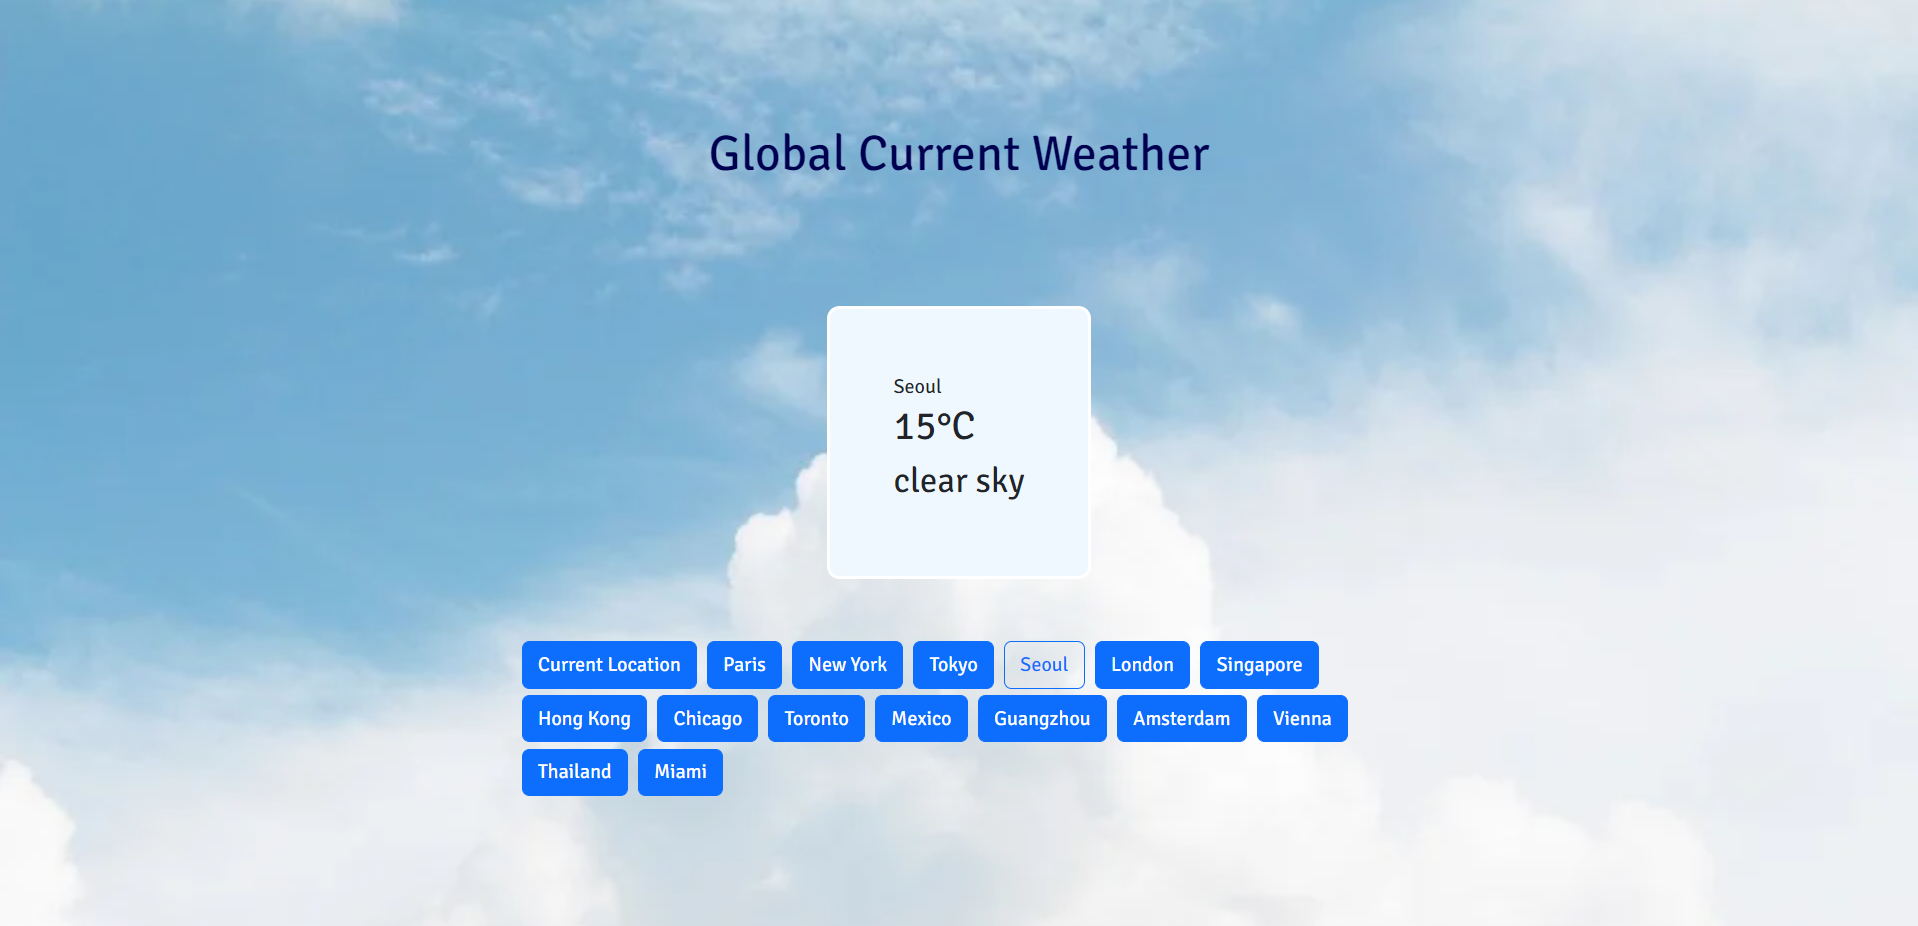 Global Current Weather
Seoul
15°C
clear sky
Current Location Paris New York Tokyo Seoul London Singapore
Hong Kong Chicago Toronto Mexico Guangzhou Amsterdam Vienna
Thailand Miami